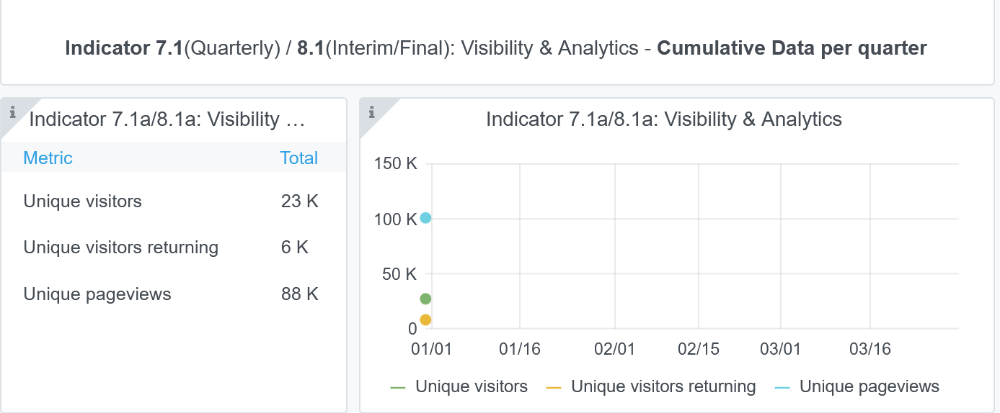 Indicator 7.1(Quarterly) / 8.1(Interim/Final): Visibility & Analytics - Cumulative Data per quarter
Indicator 7.1a/8.1a: Visibility …
Metric Total
Unique visitors 23 K
Unique visitors returning 6 K
Unique pageviews 88 K
Indicator 7.1a/8.1a: Visibility & Analytics
150 K
100 K
50 K
0
01/01 01/16 02/01 02/15 03/01 03/16
Unique visitors Unique visitors returning Unique pageviews